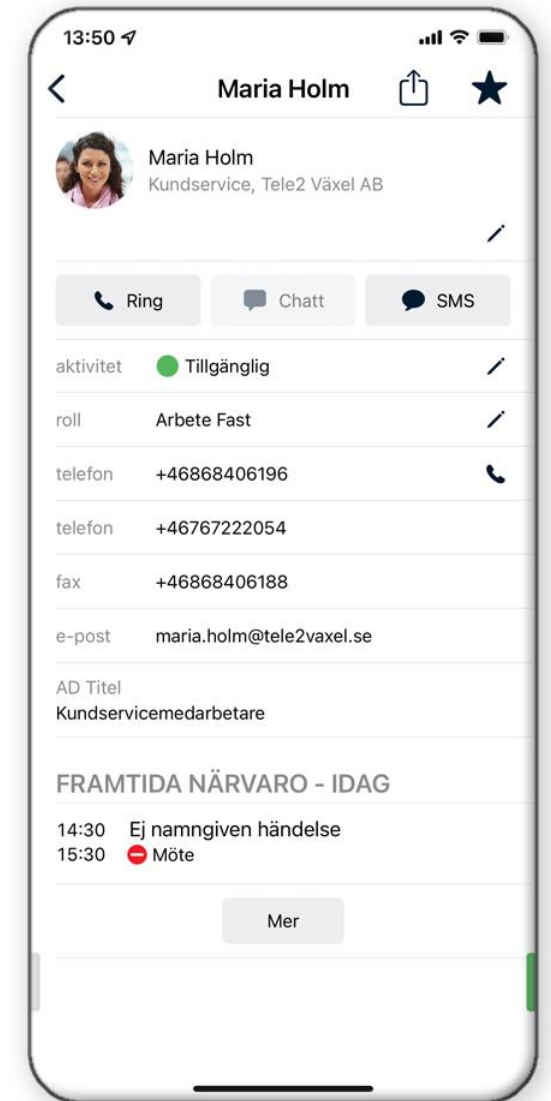 13:50
Maria Holm
Maria Holm
Kundservice, Tele2 Växel AB
Ring Chatt SMS
aktivitet Tillgänglig
roll Arbete Fast
telefon +46868406196
telefon +46767222054
fax +46868406188
e-post maria.holm@tele2vaxel.se
AD Titel
Kundservicemedarbetare
FRAMTIDA NÄRVARO - IDAG
14:30 Ej namngiven händelse
15:30 Möte
Mer